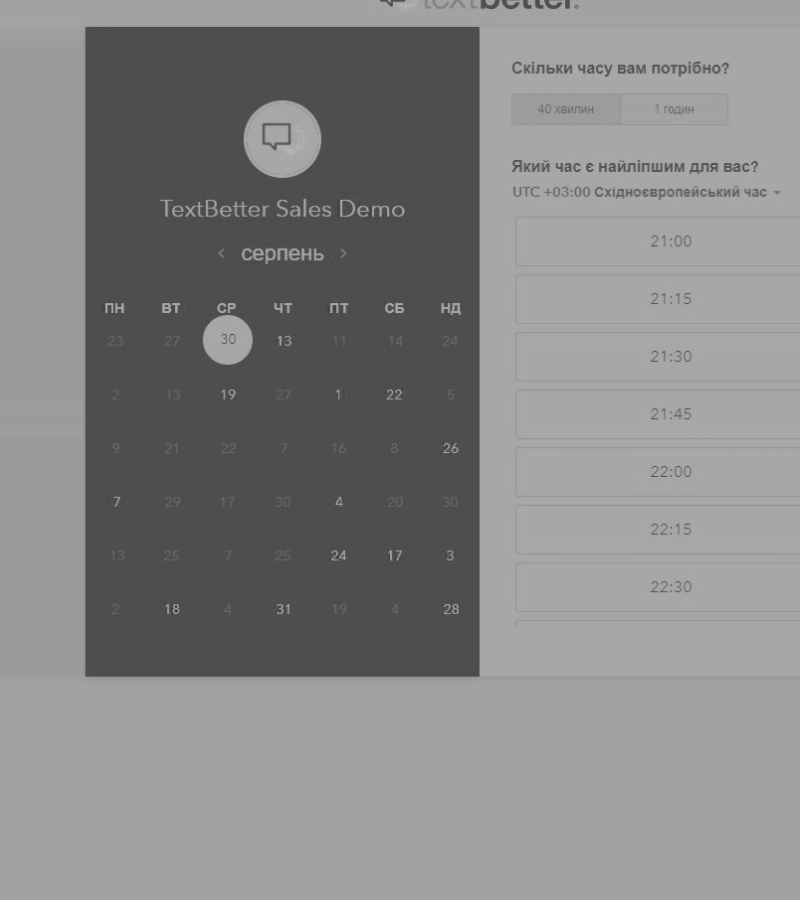 textbetter.
TextBetter Sales Demo
серпень
ПН ВТ СР ЧТ ПТ СБ НД
23 27 30 13 11 14 24
2 13 19 27 1 22 5
9 21 22 7 16 8 26
7 29 17 30 4 20 30
13 25 7 25 24 17 3
2 18 4 31 19 4 28
Скільки часу вам потрібно?
40 хвилин 1 годин
Який час є найліпшим для вас?
UTC +03:00 Східноєвропейський час
21:00
21:15
21:30
21:45
22:00
22:15
22:30